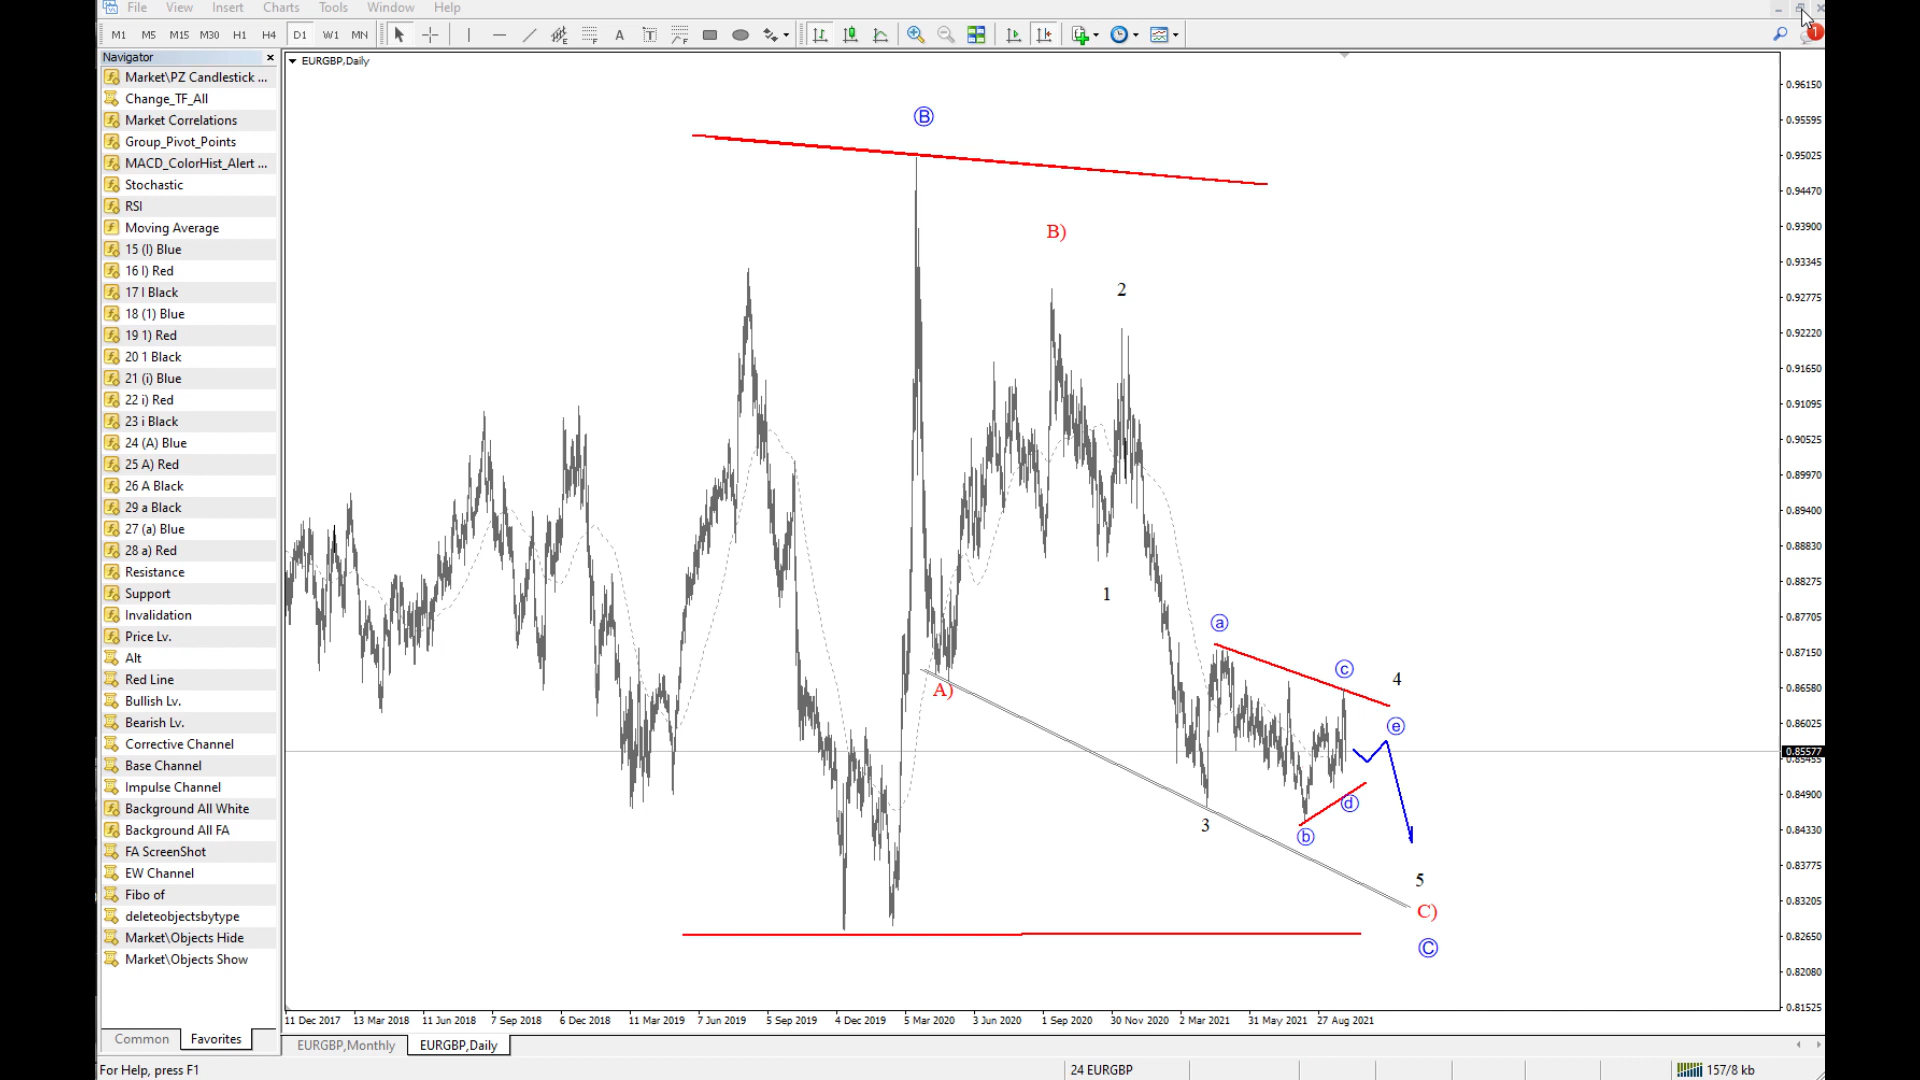 File View Insert Charts Tools Window Help
M1 M5 M15 M30 H1 H4 D1 W1 MN A T 1
Navigator
EURGBP,Daily
Market\PZ Candlestick ...
Change_TF_All
Market Correlations
Group_Pivot_Points
MACD_ColorHist_Alert ...
Stochastic
RSI
Moving Average
15 (I) Blue
16 I) Red
17 I Black
18 (1) Blue
19 1) Red
20 1 Black
21 (i) Blue
22 i) Red
23 i Black
24 (A) Blue
25 A) Red
26 A Black
29 a Black
27 (a) Blue
28 a) Red
Resistance
Support
Invalidation
Price Lv.
Alt
Red Line
Bullish Lv.
Bearish Lv.
Corrective Channel
Base Channel
Impulse Channel
Background All White
Background All FA
FA ScreenShot
EW Channel
Fibo of
deleteobjectsbytype
Market\Objects Hide
Market\Objects Show
Common Favorites
Ⓑ
B)
2
1
A)
ⓐ
ⓒ
4
ⓔ
ⓓ
3
ⓑ
5
C)
Ⓒ
0.96150
0.95595
0.95025
0.94470
0.93900
0.93345
0.92775
0.92220
0.91650
0.91095
0.90525
0.89970
0.89400
0.88830
0.88275
0.87705
0.87150
0.86580
0.86025
0.85577
0.85455
0.84900
0.84330
0.83775
0.83205
0.82650
0.82080
0.81525
11 Dec 2017 13 Mar 2018 11 Jun 2018 7 Sep 2018 6 Dec 2018 11 Mar 2019 7 Jun 2019 5 Sep 2019 4 Dec 2019 5 Mar 2020 3 Jun 2020 1 Sep 2020 30 Nov 2020 2 Mar 2021 31 May 2021 27 Aug 2021
EURGBP,Monthly EURGBP,Daily
For Help, press F1 24 EURGBP 157/8 kb